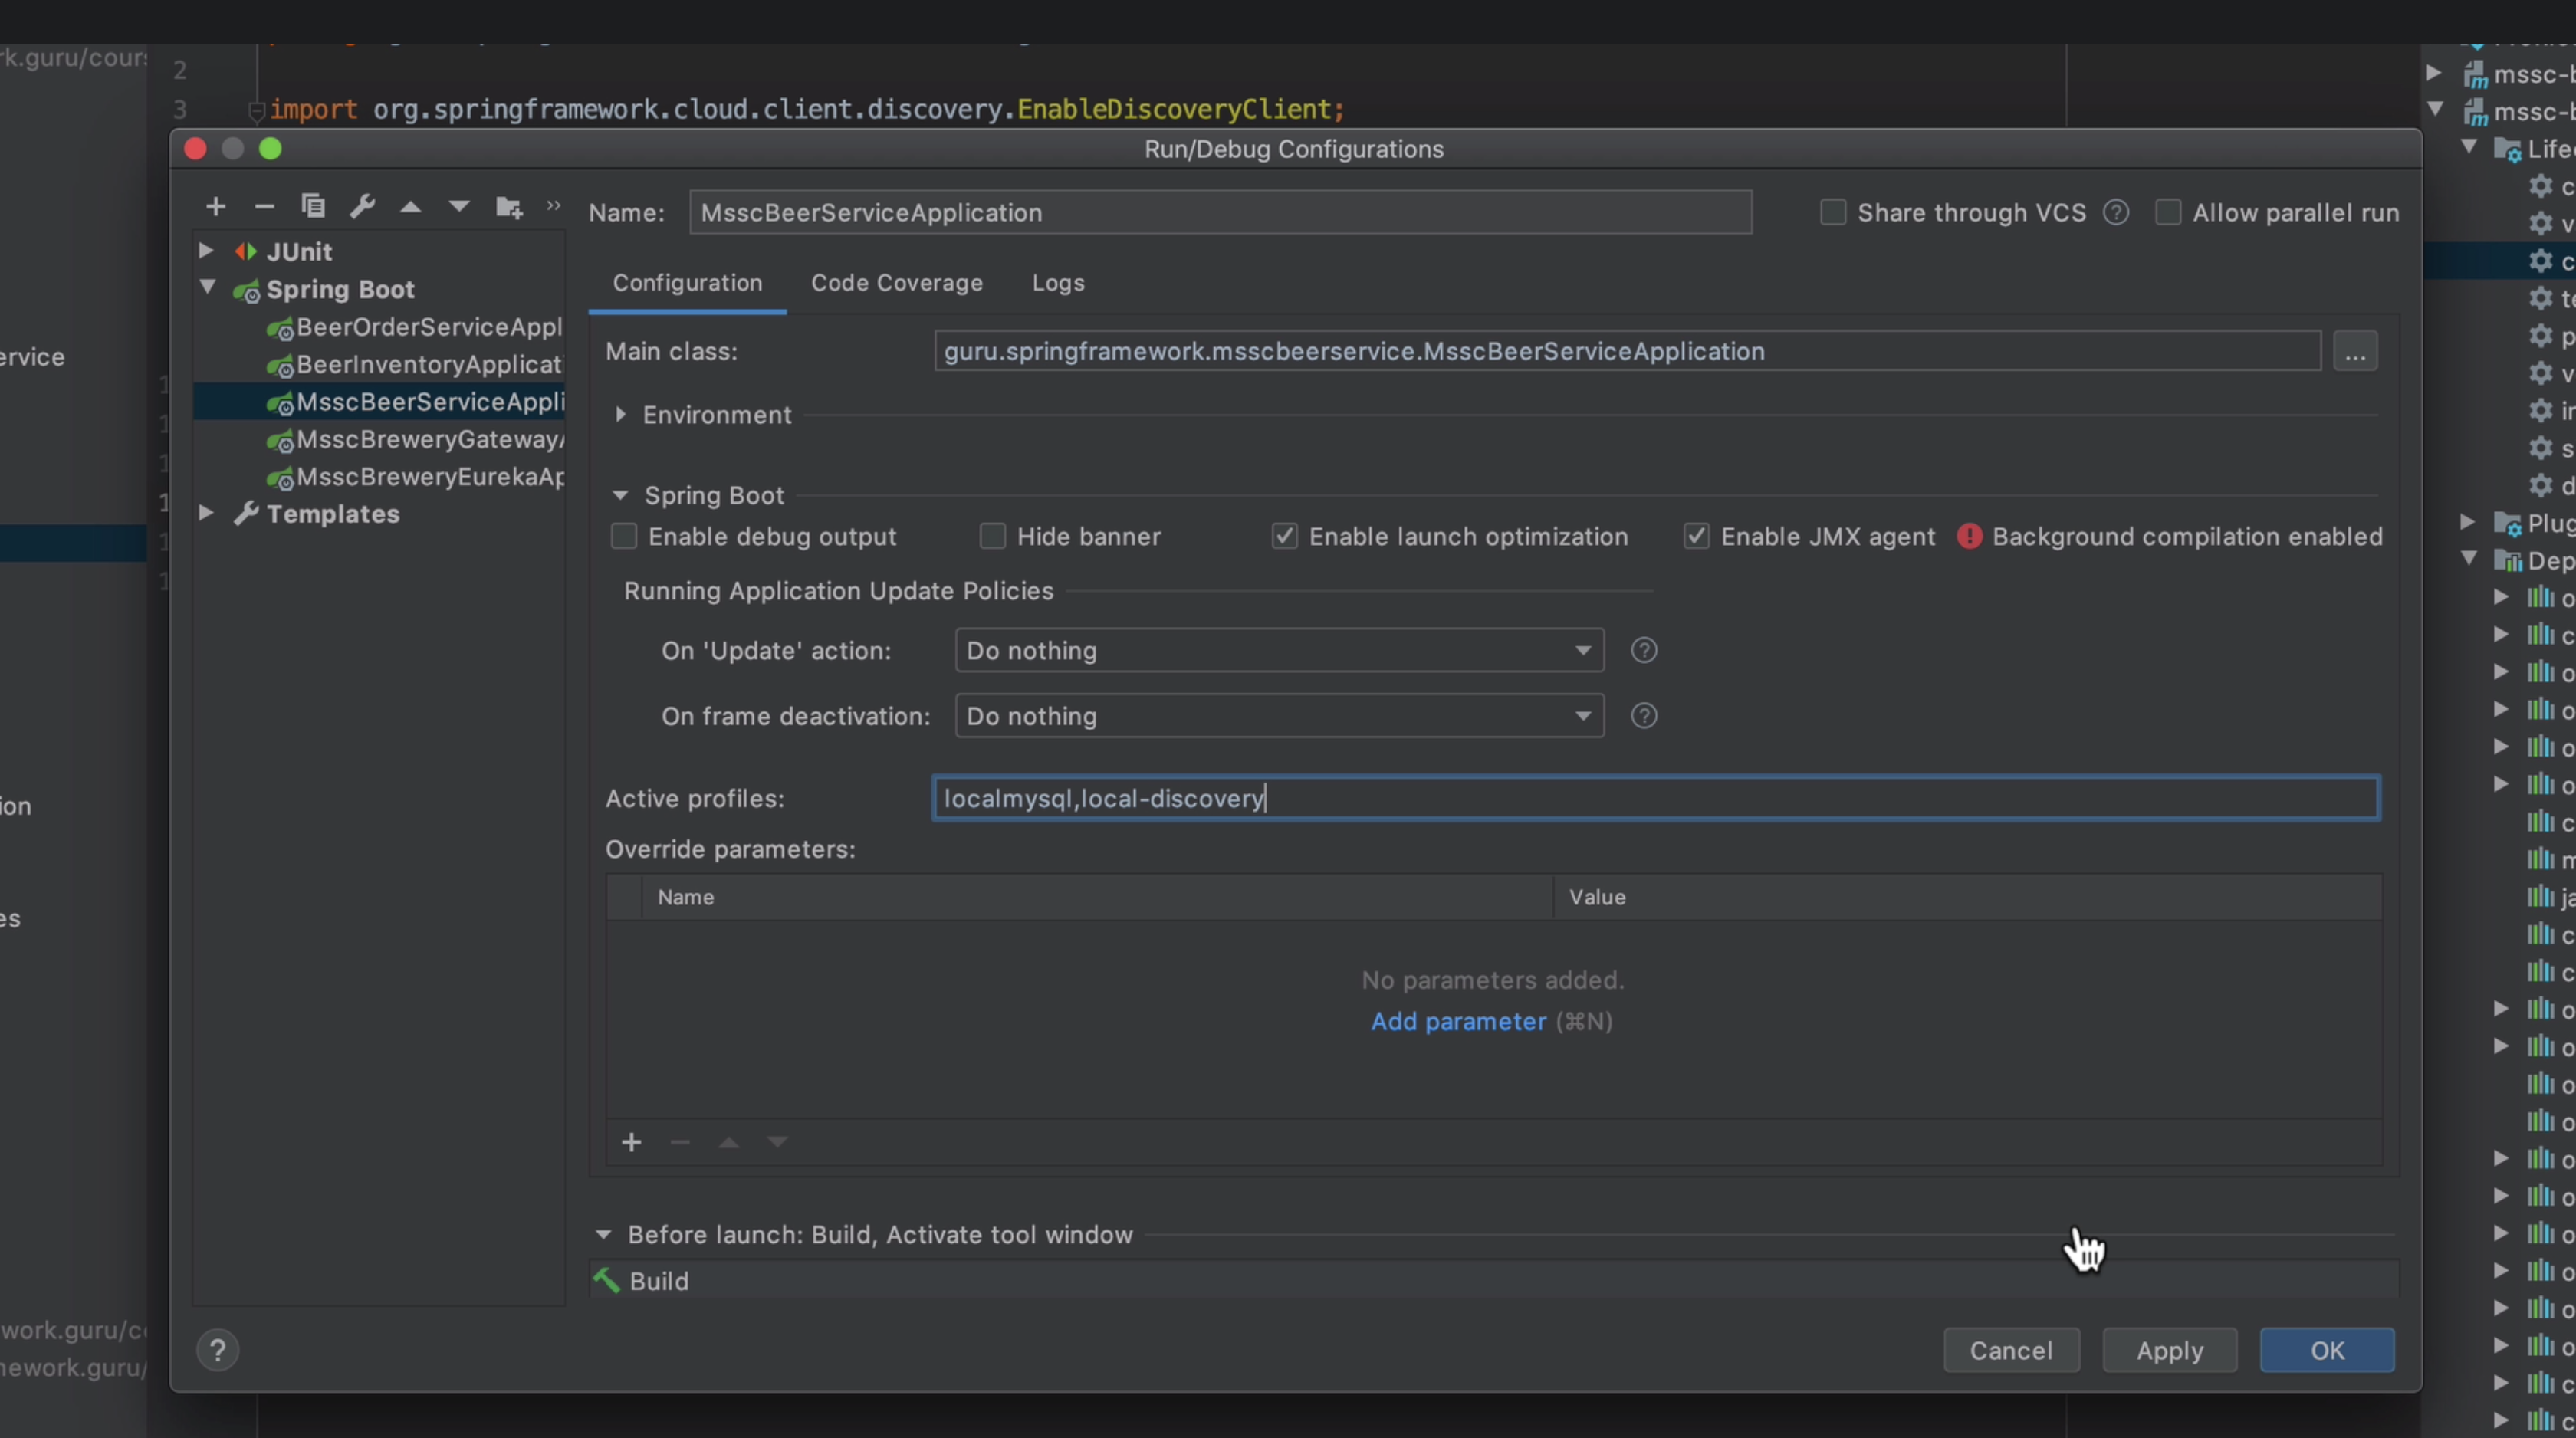 rk.guru/cours
2
3 import org.springframework.cloud.client.discovery.EnableDiscoveryClient;
Run/Debug Configurations
Name: MsscBeerServiceApplication
Share through VCS ? Allow parallel run
JUnit
Spring Boot
BeerOrderServiceAppl
BeerInventoryApplicat
MsscBeerServiceAppli
MsscBreweryGateway
MsscBreweryEurekaAp
Templates
Configuration Code Coverage Logs
Main class: guru.springframework.msscbeerservice.MsscBeerServiceApplication ...
Environment
Spring Boot
Enable debug output Hide banner Enable launch optimization Enable JMX agent Background compilation enabled
Running Application Update Policies
On 'Update' action: Do nothing ?
On frame deactivation: Do nothing ?
Active profiles: localmysql,local-discovery
Override parameters:
Name Value
No parameters added.
Add parameter (⌘N)
Before launch: Build, Activate tool window
Build
? Cancel Apply OK
ervice
ion
es
work.guru/c
nework.guru/
mssc-b
mssc-b
Life
Plug
Dep